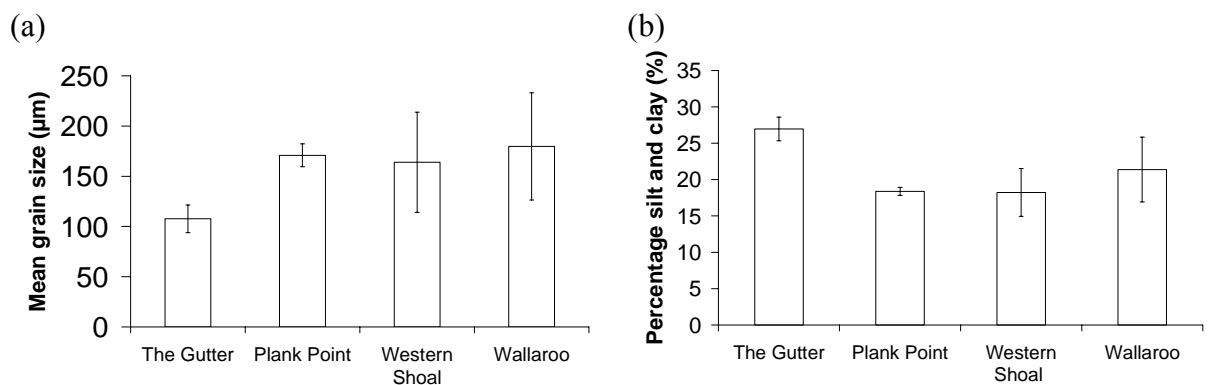 (a)
Mean grain size (µm)
250
200
150
100
50
0
The Gutter
Plank Point
Western
Shoal
Wallaroo
(b)
Percentage silt and clay (%)
35
30
25
20
15
10
5
0
The Gutter
Plank Point
Western
Shoal
Wallaroo